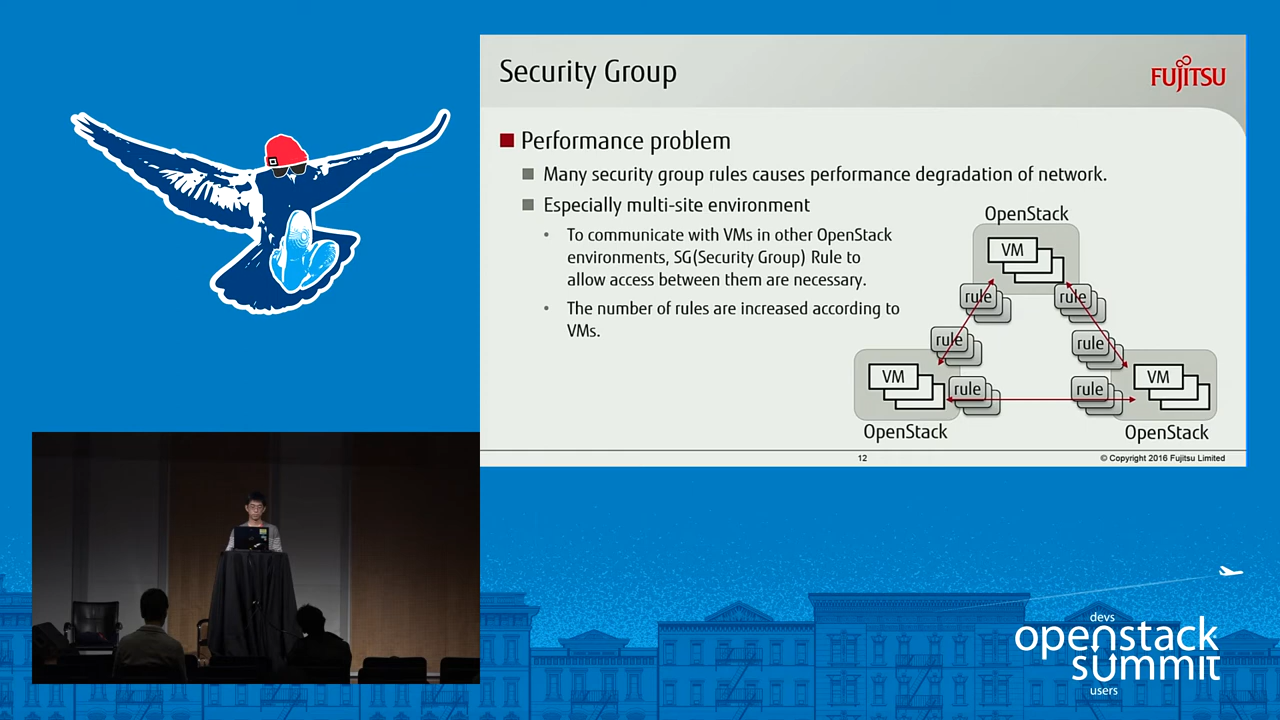 Security Group
FUJITSU
Performance problem
Many security group rules causes performance degradation of network.
Especially multi-site environment
To communicate with VMs in other OpenStack
environments, SG(Security Group) Rule to
allow access between them are necessary.
The number of rules are increased according to
VMs.
OpenStack
VM
rule
rule
rule
rule
VM
rule
rule
VM
OpenStack
OpenStack
12
© Copyright 2016 Fujitsu Limited
devs
openstack
summit
users